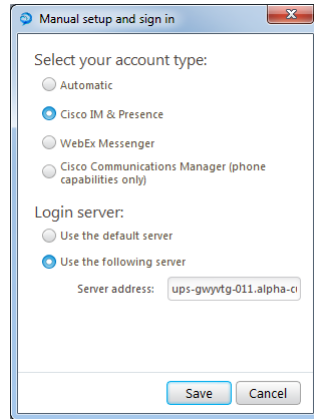 Manual setup and sign in
Select your account type:
Automatic
Cisco IM & Presence
WebEx Messenger
Cisco Communications Manager (phone
capabilities only)
Login server:
Use the default server
Use the following server
Server address: ups-gwyvtg-011.alpha-c
Save Cancel